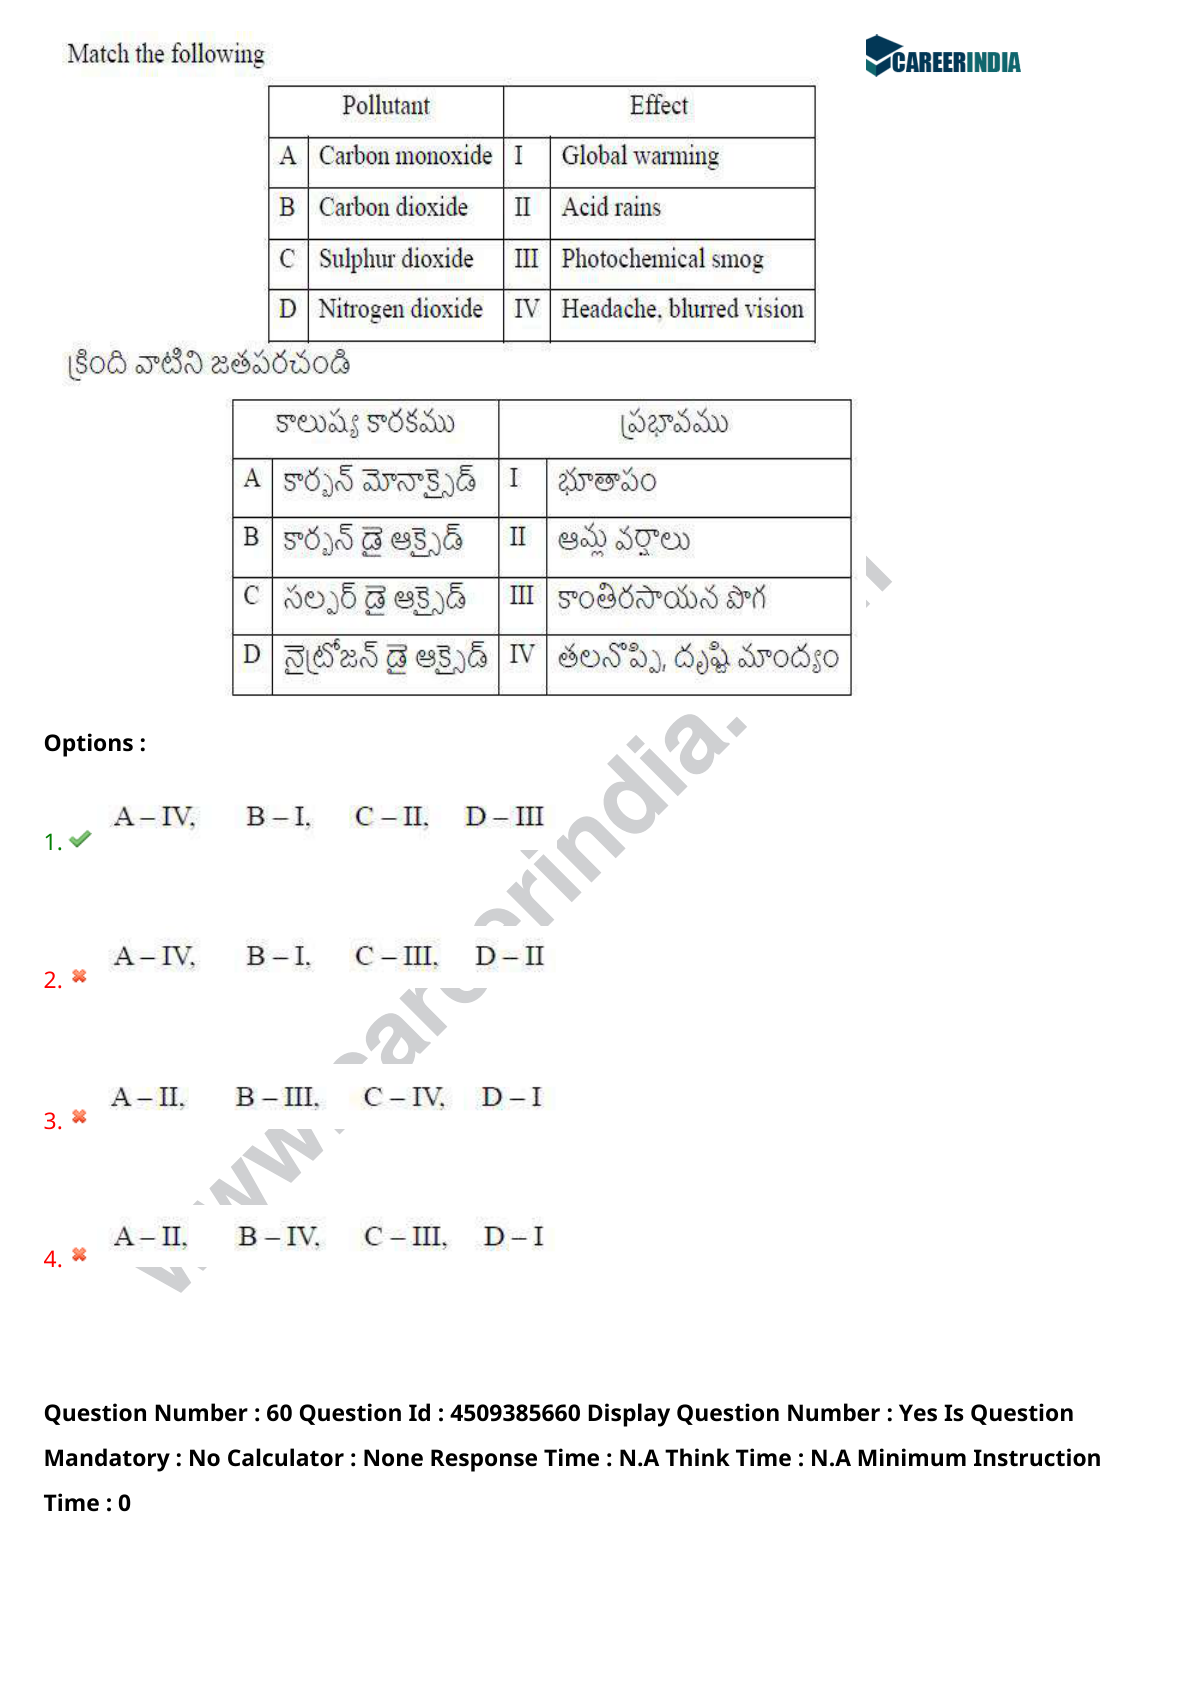 Match the following
CAREERINDIA
Pollutant Effect
A Carbon monoxide I Global warming
B Carbon dioxide II Acid rains
C Sulphur dioxide III Photochemical smog
D Nitrogen dioxide IV Headache, blurred vision
క్రింది వాటిని జతపరచండి
కాలుష్య కారకము ప్రభావము
A కార్బన్ మోనాక్సైడ్ I భూతాపం
B కార్బన్ డై ఆక్సైడ్ II ఆమ్ల వర్షాలు
C సల్ఫర్ డై ఆక్సైడ్ III కాంతిరసాయన పొగ
D నైట్రోజన్ డై ఆక్సైడ్ IV తలనొప్పి, దృష్టి మాంద్యం
Options :
1. A – IV, B – I, C – II, D – III
2. A – IV, B – I, C – III, D – II
3. A – II, B – III, C – IV, D – I
4. A – II, B – IV, C – III, D – I
Question Number : 60 Question Id : 4509385660 Display Question Number : Yes Is Question
Mandatory : No Calculator : None Response Time : N.A Think Time : N.A Minimum Instruction
Time : 0